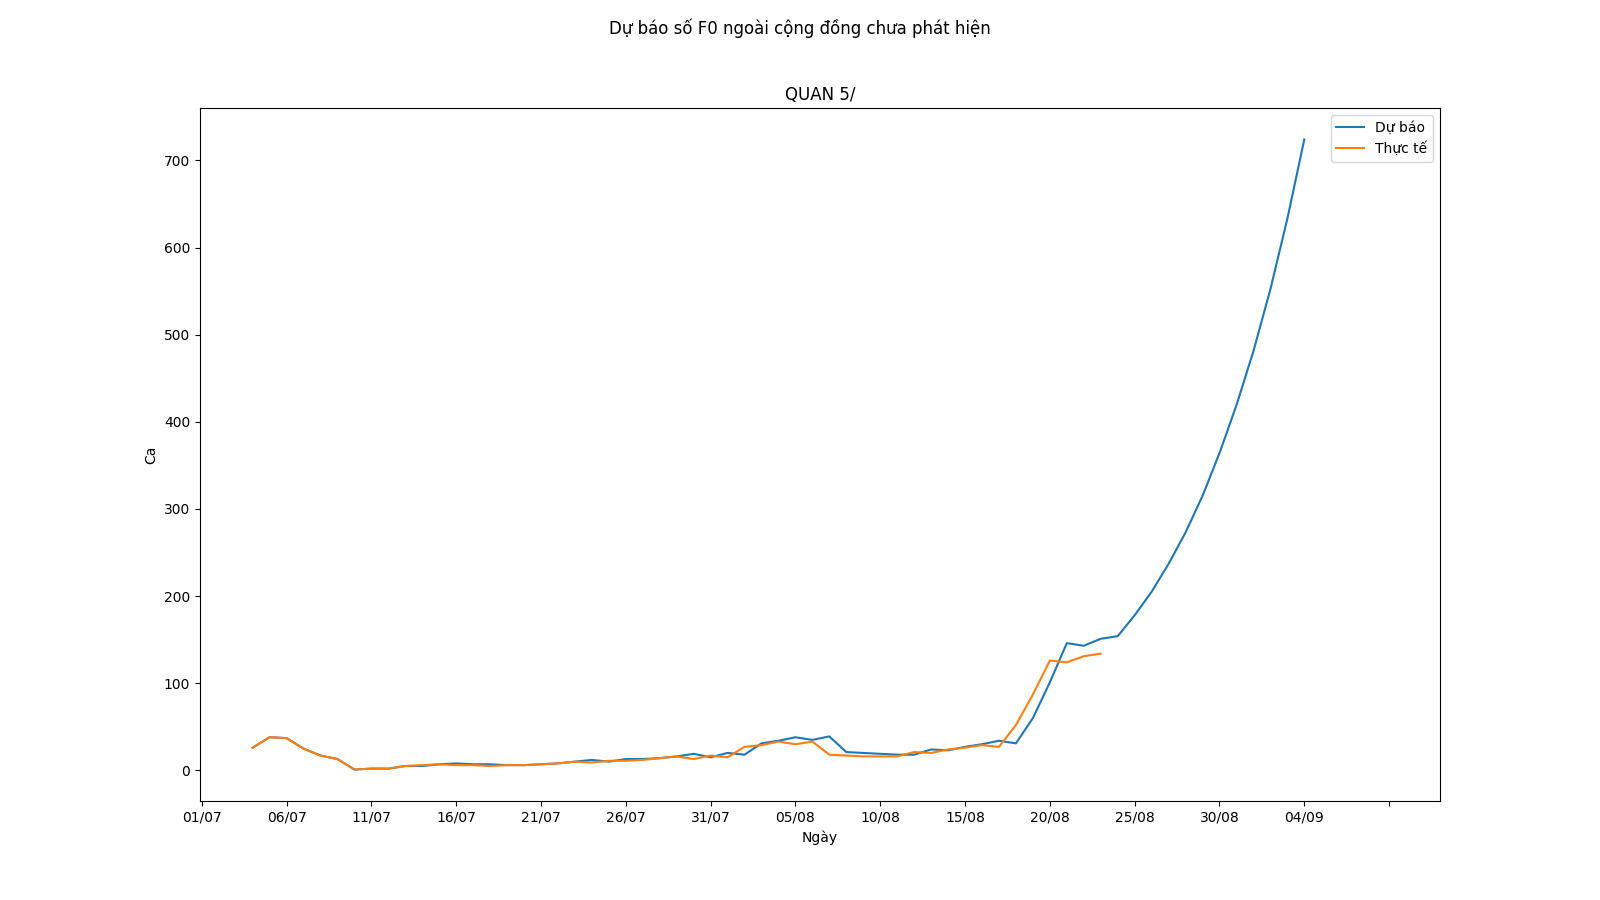 Dự báo số F0 ngoài cộng đồng chưa phát hiện
QUAN 5/
Dự báo
Thực tế
700
600
500
400
300
200
100
0
Ca
01/07 06/07 11/07 16/07 21/07 26/07 31/07 05/08 10/08 15/08 20/08 25/08 30/08 04/09
Ngày